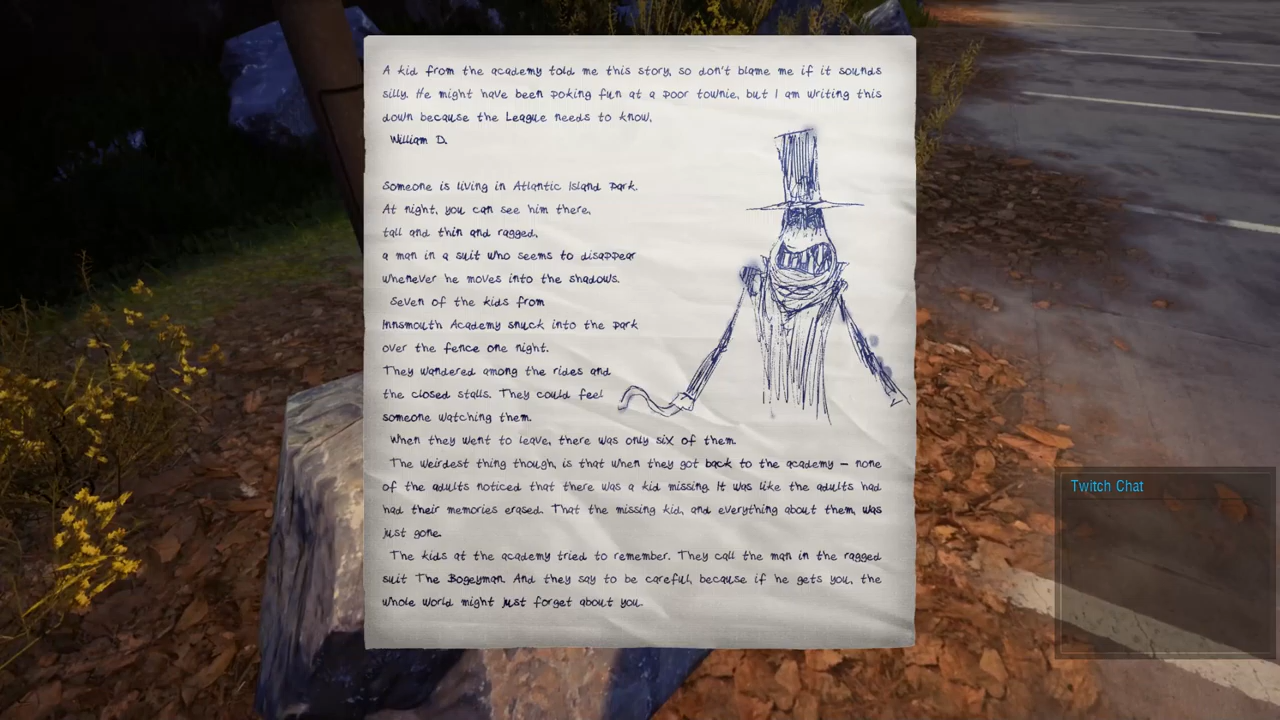 A kid from the academy told me this story, so don't blame me if it sounds
silly. He might have been poking fun at a poor townie, but I am writing this
down because the League needs to know.
William D.
Someone is living in Atlantic Island Park.
At night, you can see him there,
tall and thin and ragged,
a man in a suit who seems to disappear
whenever he moves into the shadows.
Seven of the kids from
Innsmouth Academy snuck into the park
over the fence one night.
They wandered among the rides and
the closed stalls. They could feel
someone watching them.
When they went to leave, there was only six of them.
The weirdest thing though, is that when they got back to the academy – none
of the adults noticed that there was a kid missing. It was like the adults had
had their memories erased. That the missing kid, and everything about them, was
just gone.
The kids at the academy tried to remember. They call the man in the ragged
suit The Bogeyman. And they say to be careful, because if he gets you, the
whole world might just forget about you.
Twitch Chat